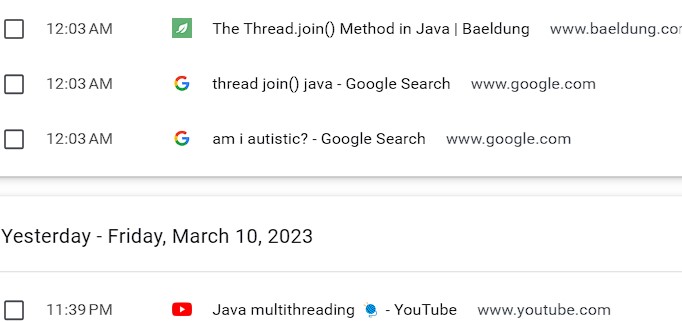 12:03 AM The Thread.join() Method in Java | Baeldung www.baeldung.cor
12:03 AM thread join() java - Google Search www.google.com
12:03 AM am i autistic? - Google Search www.google.com
Yesterday - Friday, March 10, 2023
11:39 PM Java multithreading 🧶 - YouTube www.youtube.com